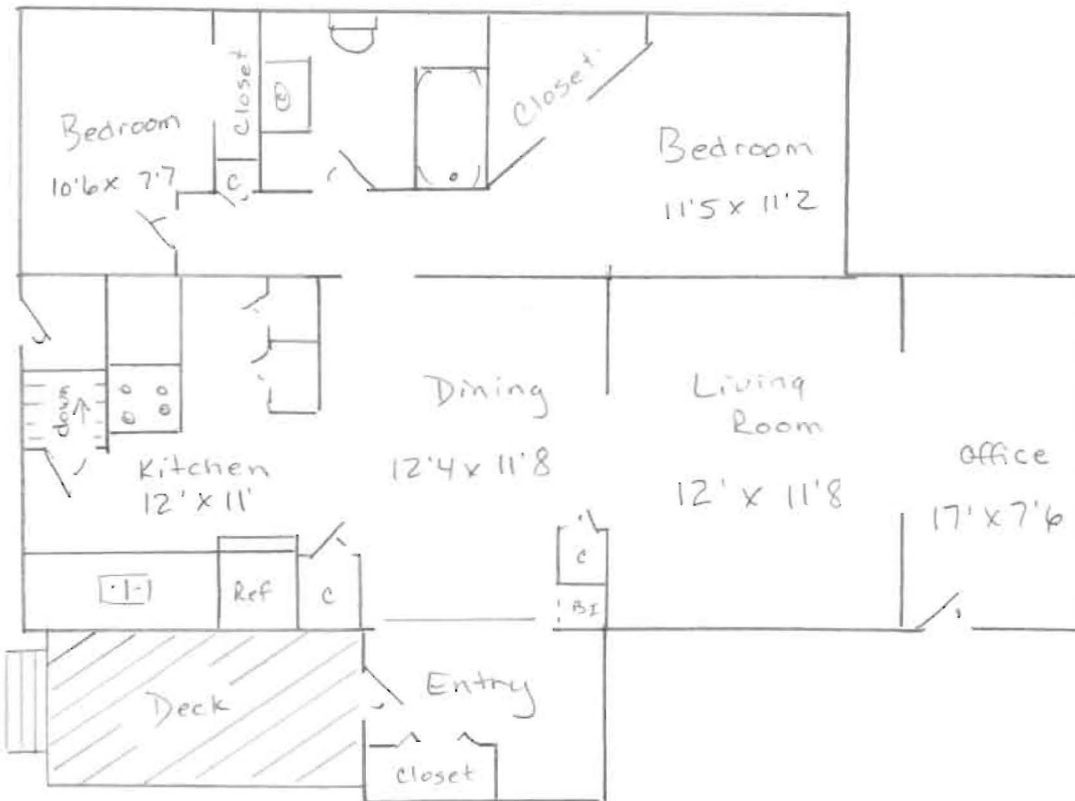 Closet
Bedroom
10'6 x 7'7
C
Closet
Bedroom
11'5 x 11'2
down
Kitchen
12' x 11'
Dining
12'4 x 11'8
Living
Room
12' x 11'8
office
17' x 7'6
Ref
C
C
BI
Deck
Entry
Closet